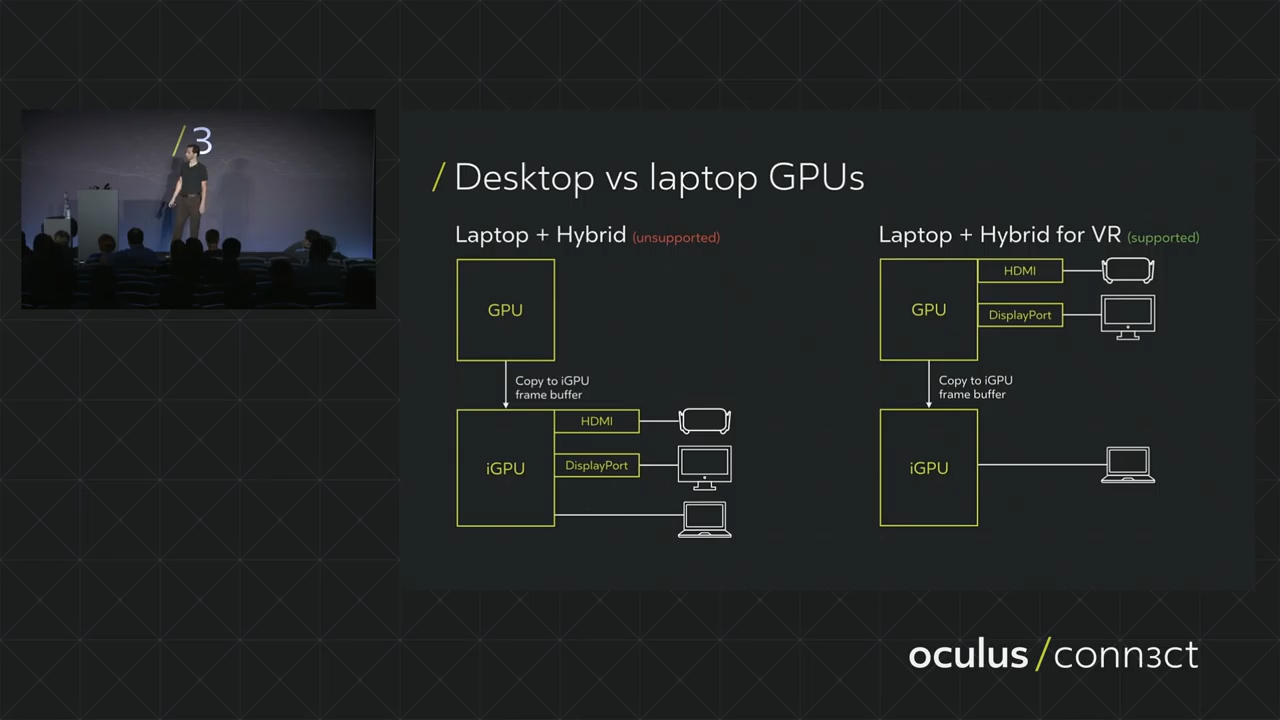 /3
/ Desktop vs laptop GPUs
Laptop + Hybrid (unsupported)
GPU
Copy to iGPU
frame buffer
iGPU
HDMI
DisplayPort
Laptop + Hybrid for VR (supported)
GPU
HDMI
DisplayPort
Copy to iGPU
frame buffer
iGPU
oculus/conn3ct